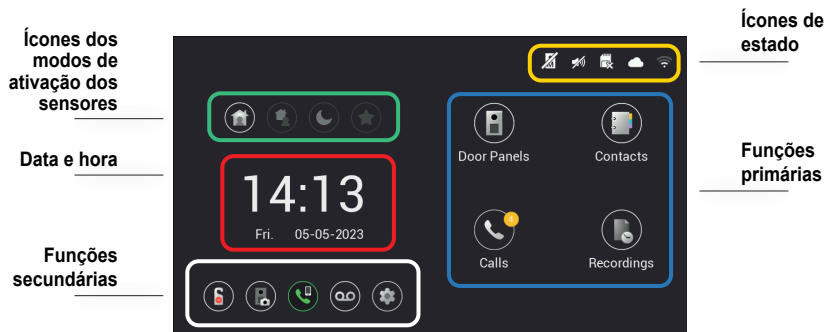 Ícones dos
modos de
ativação dos
sensores
Data e hora
Funções
secundárias
14:13
Fri. 05-05-2023
Door Panels
Contacts
4
Calls
Recordings
Ícones de
estado
Funções
primárias